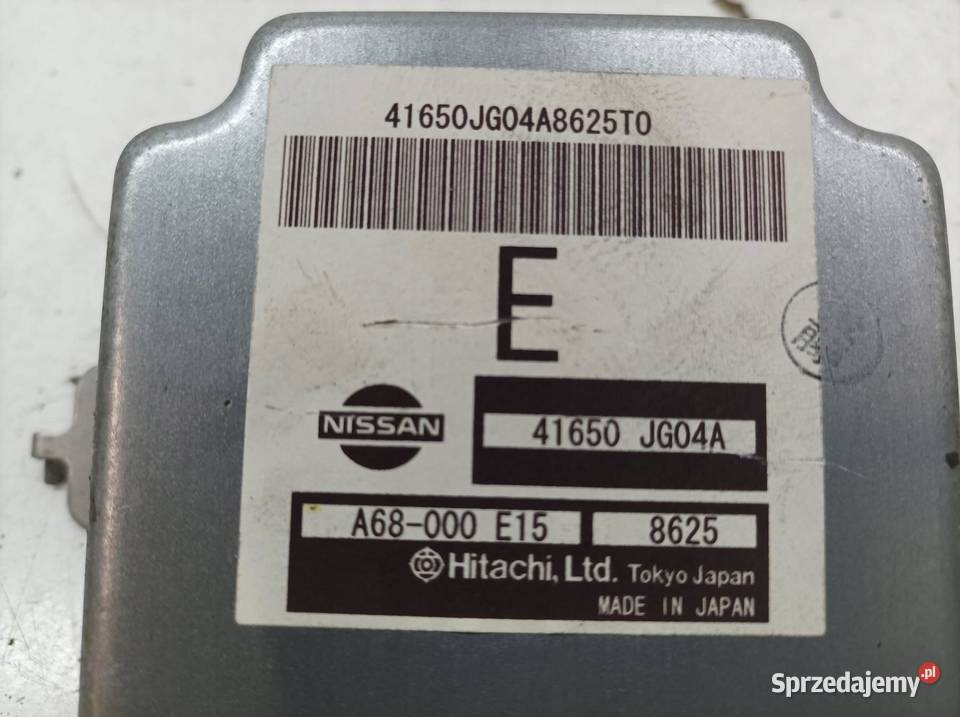 41650JG04A8625T0
E
NISSAN
41650 JG04A
A68-000 E15
8625
Hitachi, Ltd. Tokyo Japan
MADE IN JAPAN
Sprzedajemy.pl